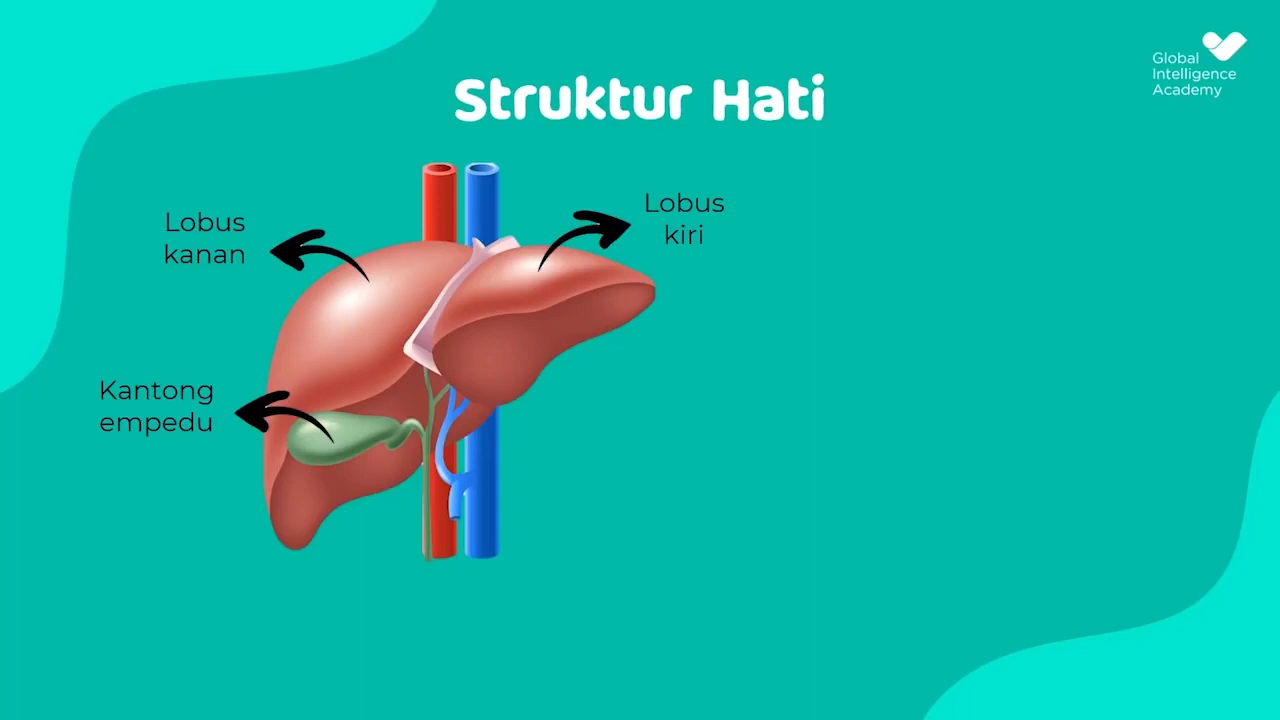 Global
Intelligence
Academy
Struktur Hati
Lobus
kanan
Lobus
kiri
Kantong
empedu